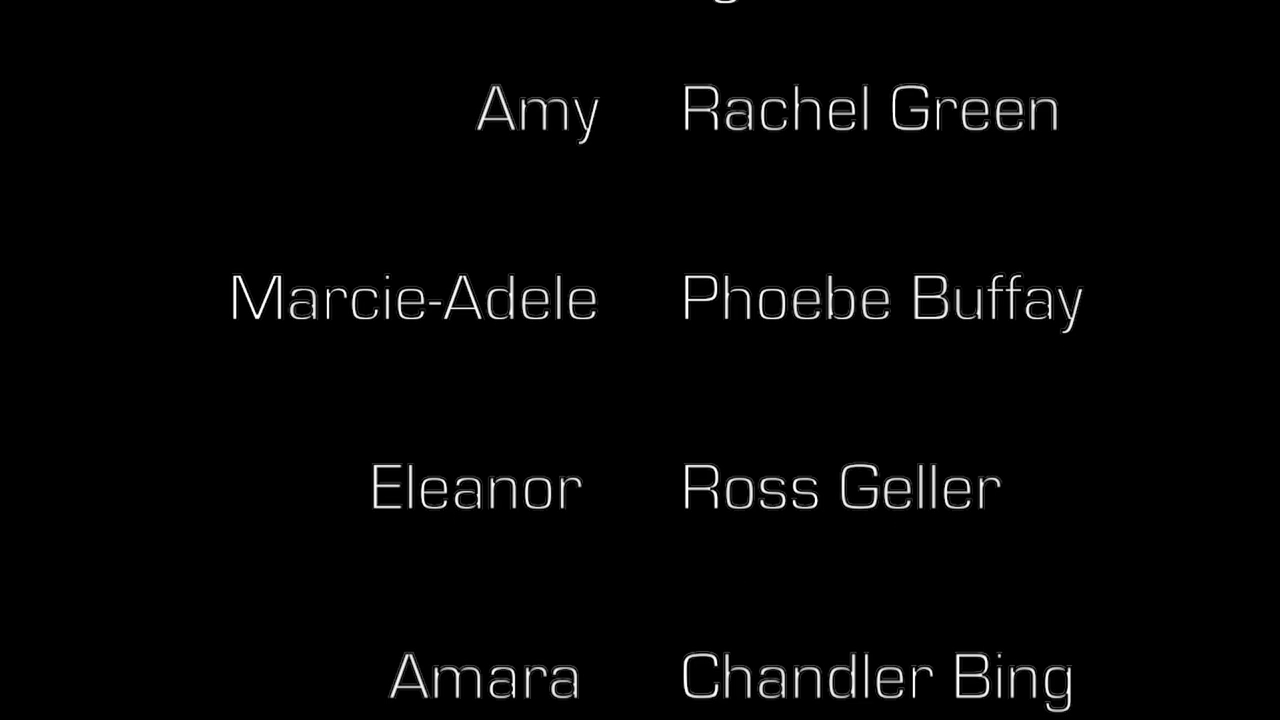 Amy Rachel Green
Marcie-Adele Phoebe Buffay
Eleanor Ross Geller
Amara Chandler Bing